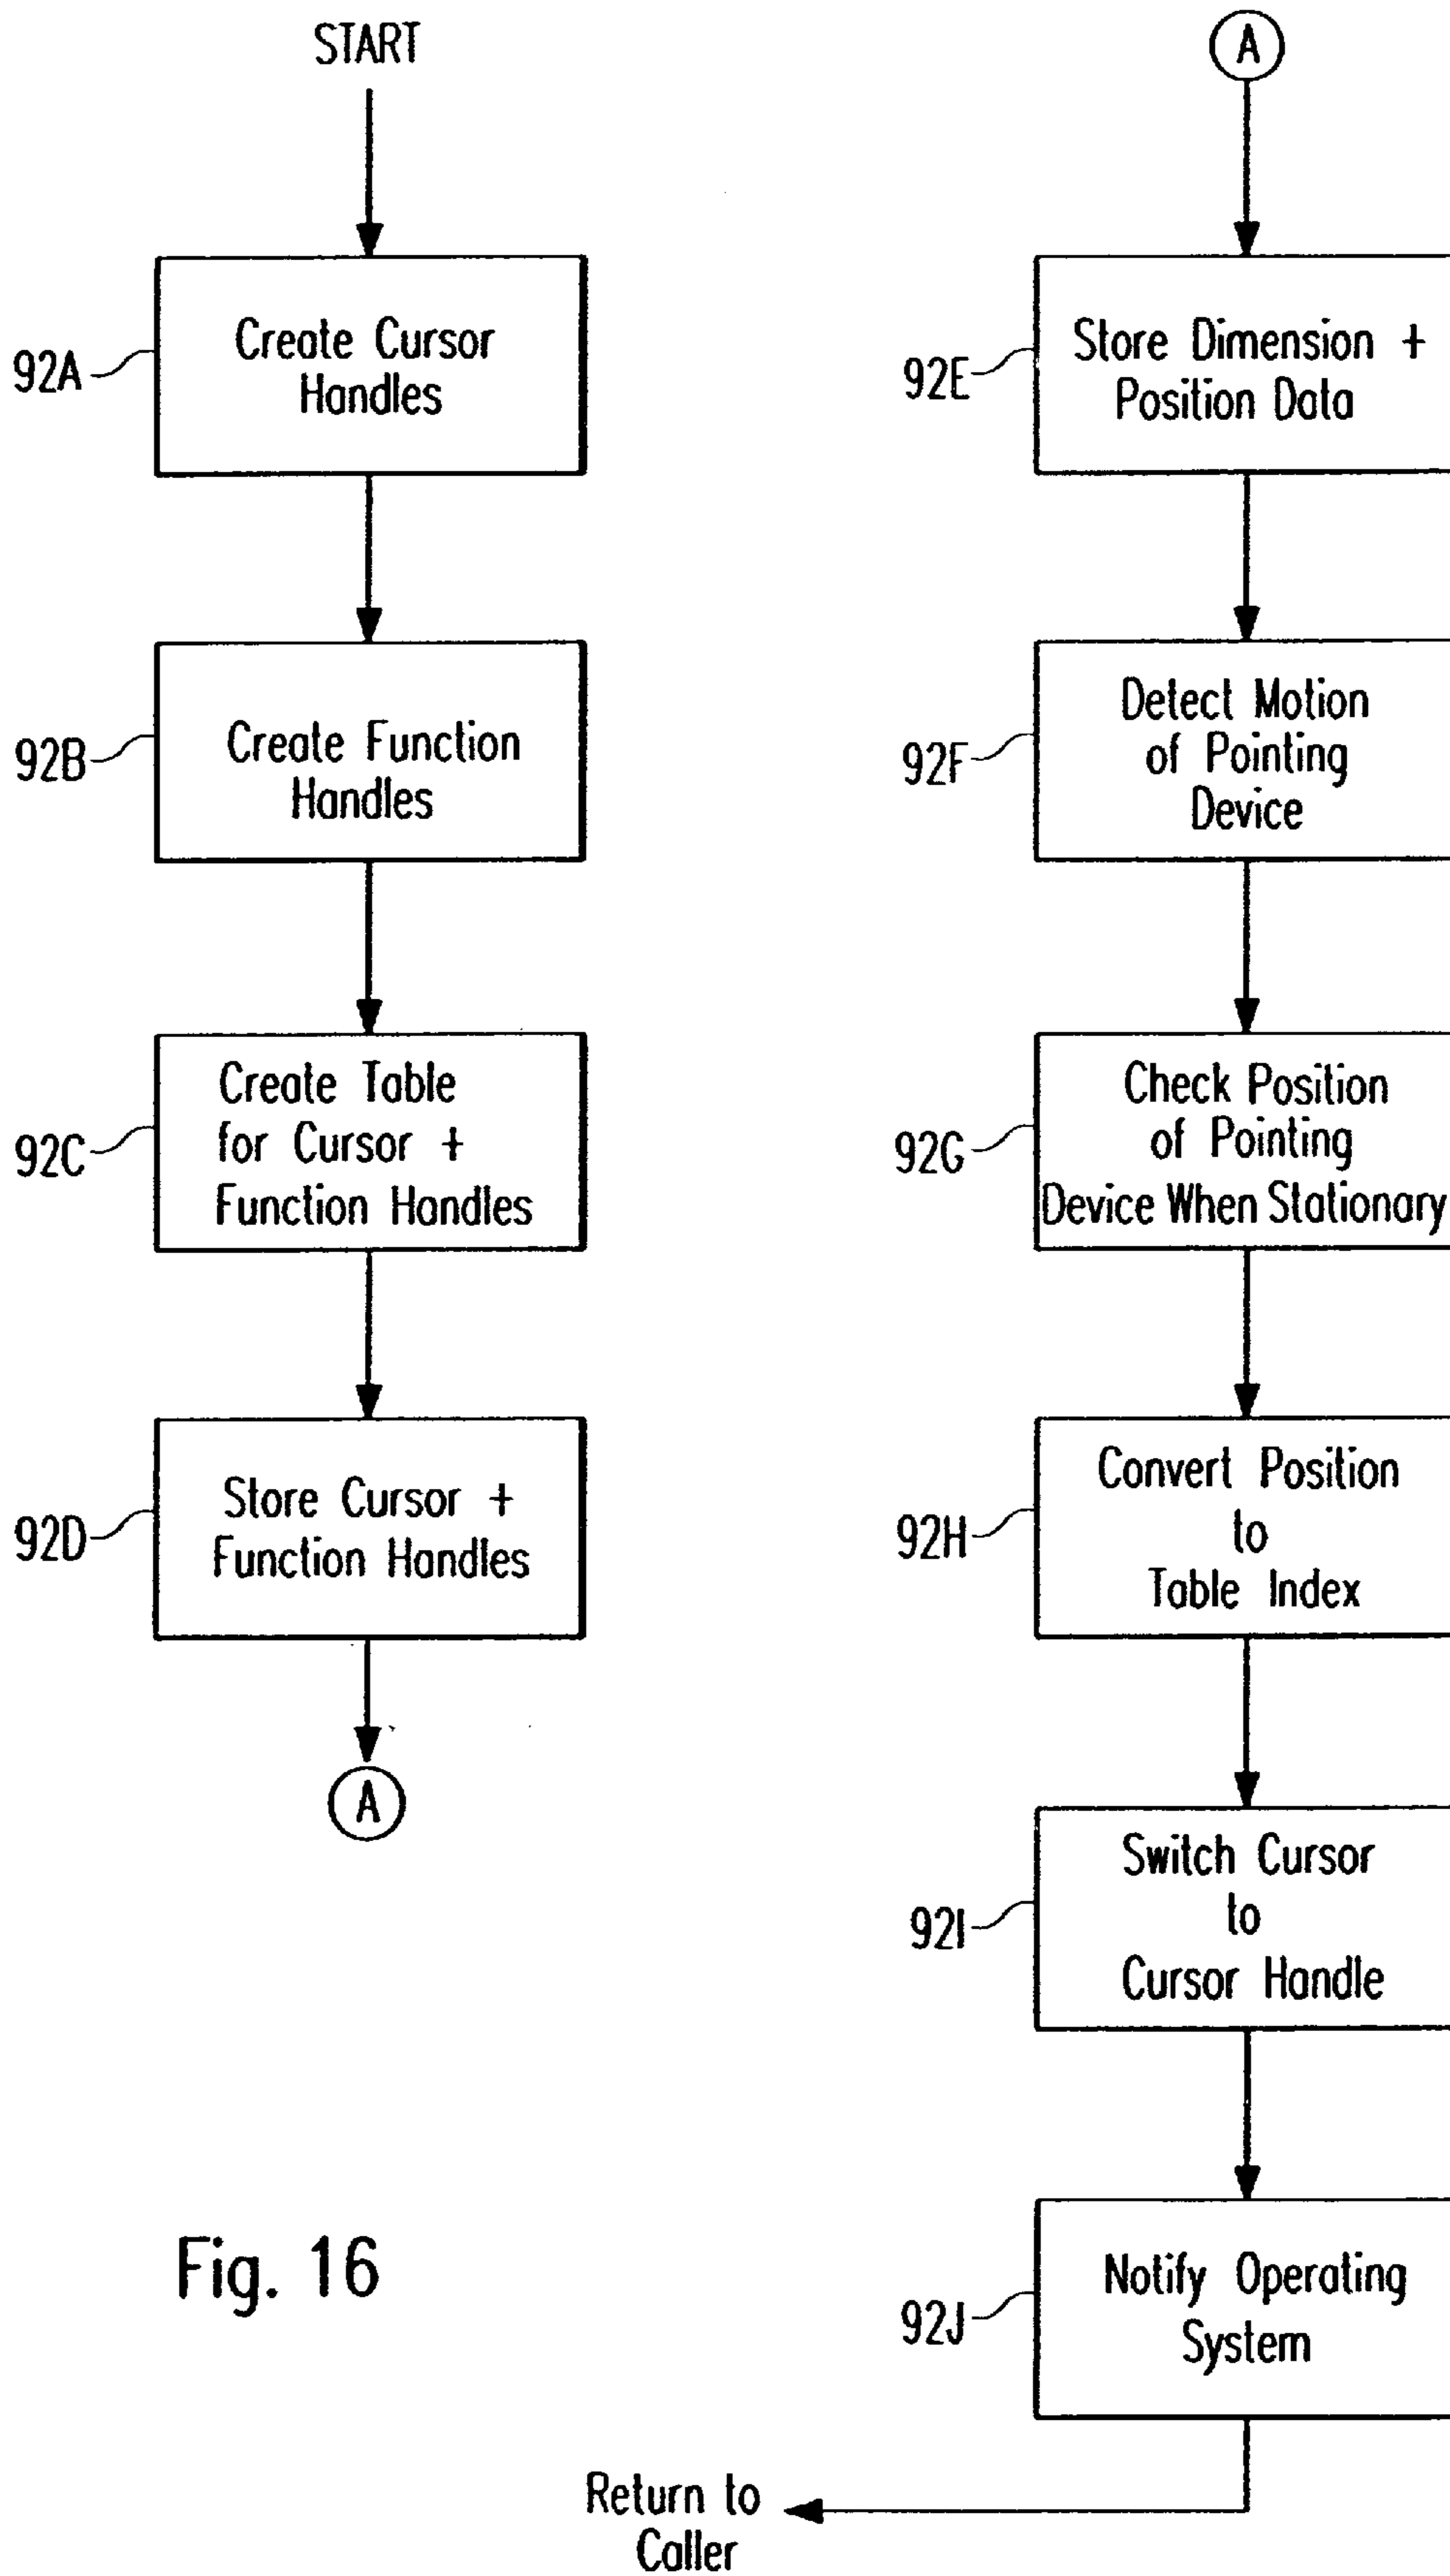 START
92A
Create Cursor
Handles
92B
Create Function
Handles
92C
Create Table
for Cursor +
Function Handles
92D
Store Cursor +
Function Handles
A
A
92E
Store Dimension +
Position Data
92F
Detect Motion
of Pointing
Device
92G
Check Position
of Pointing
Device When Stationary
92H
Convert Position
to
Table Index
92I
Switch Cursor
to
Cursor Handle
92J
Notify Operating
System
Return to
Caller
Fig. 16